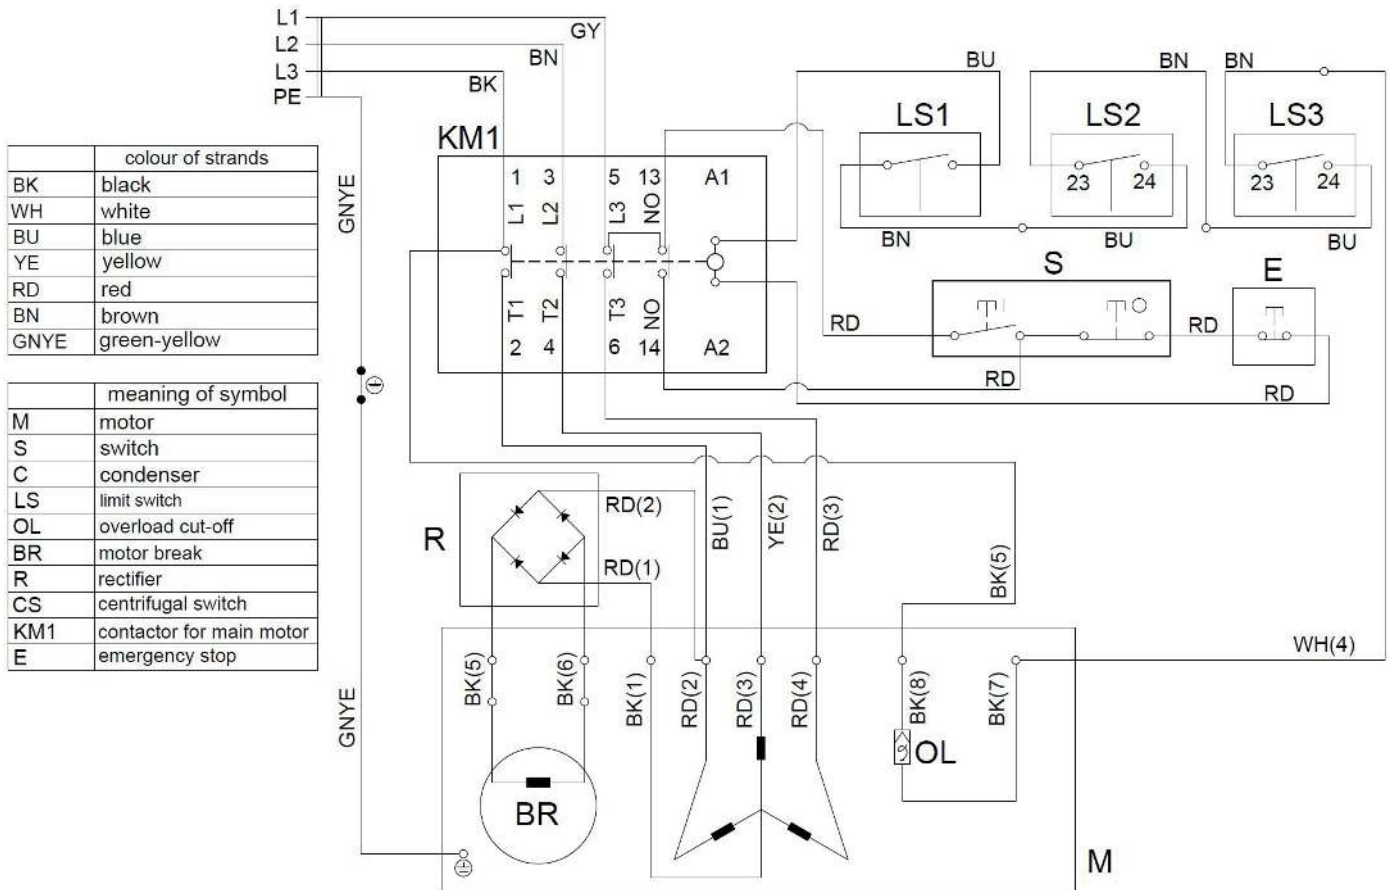 L1
GY
L2
BN
L3
BK
PE
BU
BN
BN
LS1
LS2
LS3
23
24
23
24
BN
BU
BU
colour of strands
BK black
WH white
BU blue
YE yellow
RD red
BN brown
GNYE green-yellow
GNYE
KM1
1 3 5 13 A1
L1 L2 L3 NO
T1 T2 T3 NO
2 4 6 14 A2
S
E
RD
RD
RD
RD
meaning of symbol
M motor
S switch
C condenser
LS limit switch
OL overload cut-off
BR motor break
R rectifier
CS centrifugal switch
KM1 contactor for main motor
E emergency stop
R
RD(2)
RD(1)
BU(1)
YE(2)
RD(3)
BK(5)
WH(4)
GNYE
BK(5)
BK(6)
BK(1)
RD(2)
RD(3)
RD(4)
BK(8)
BK(7)
OL
BR
M